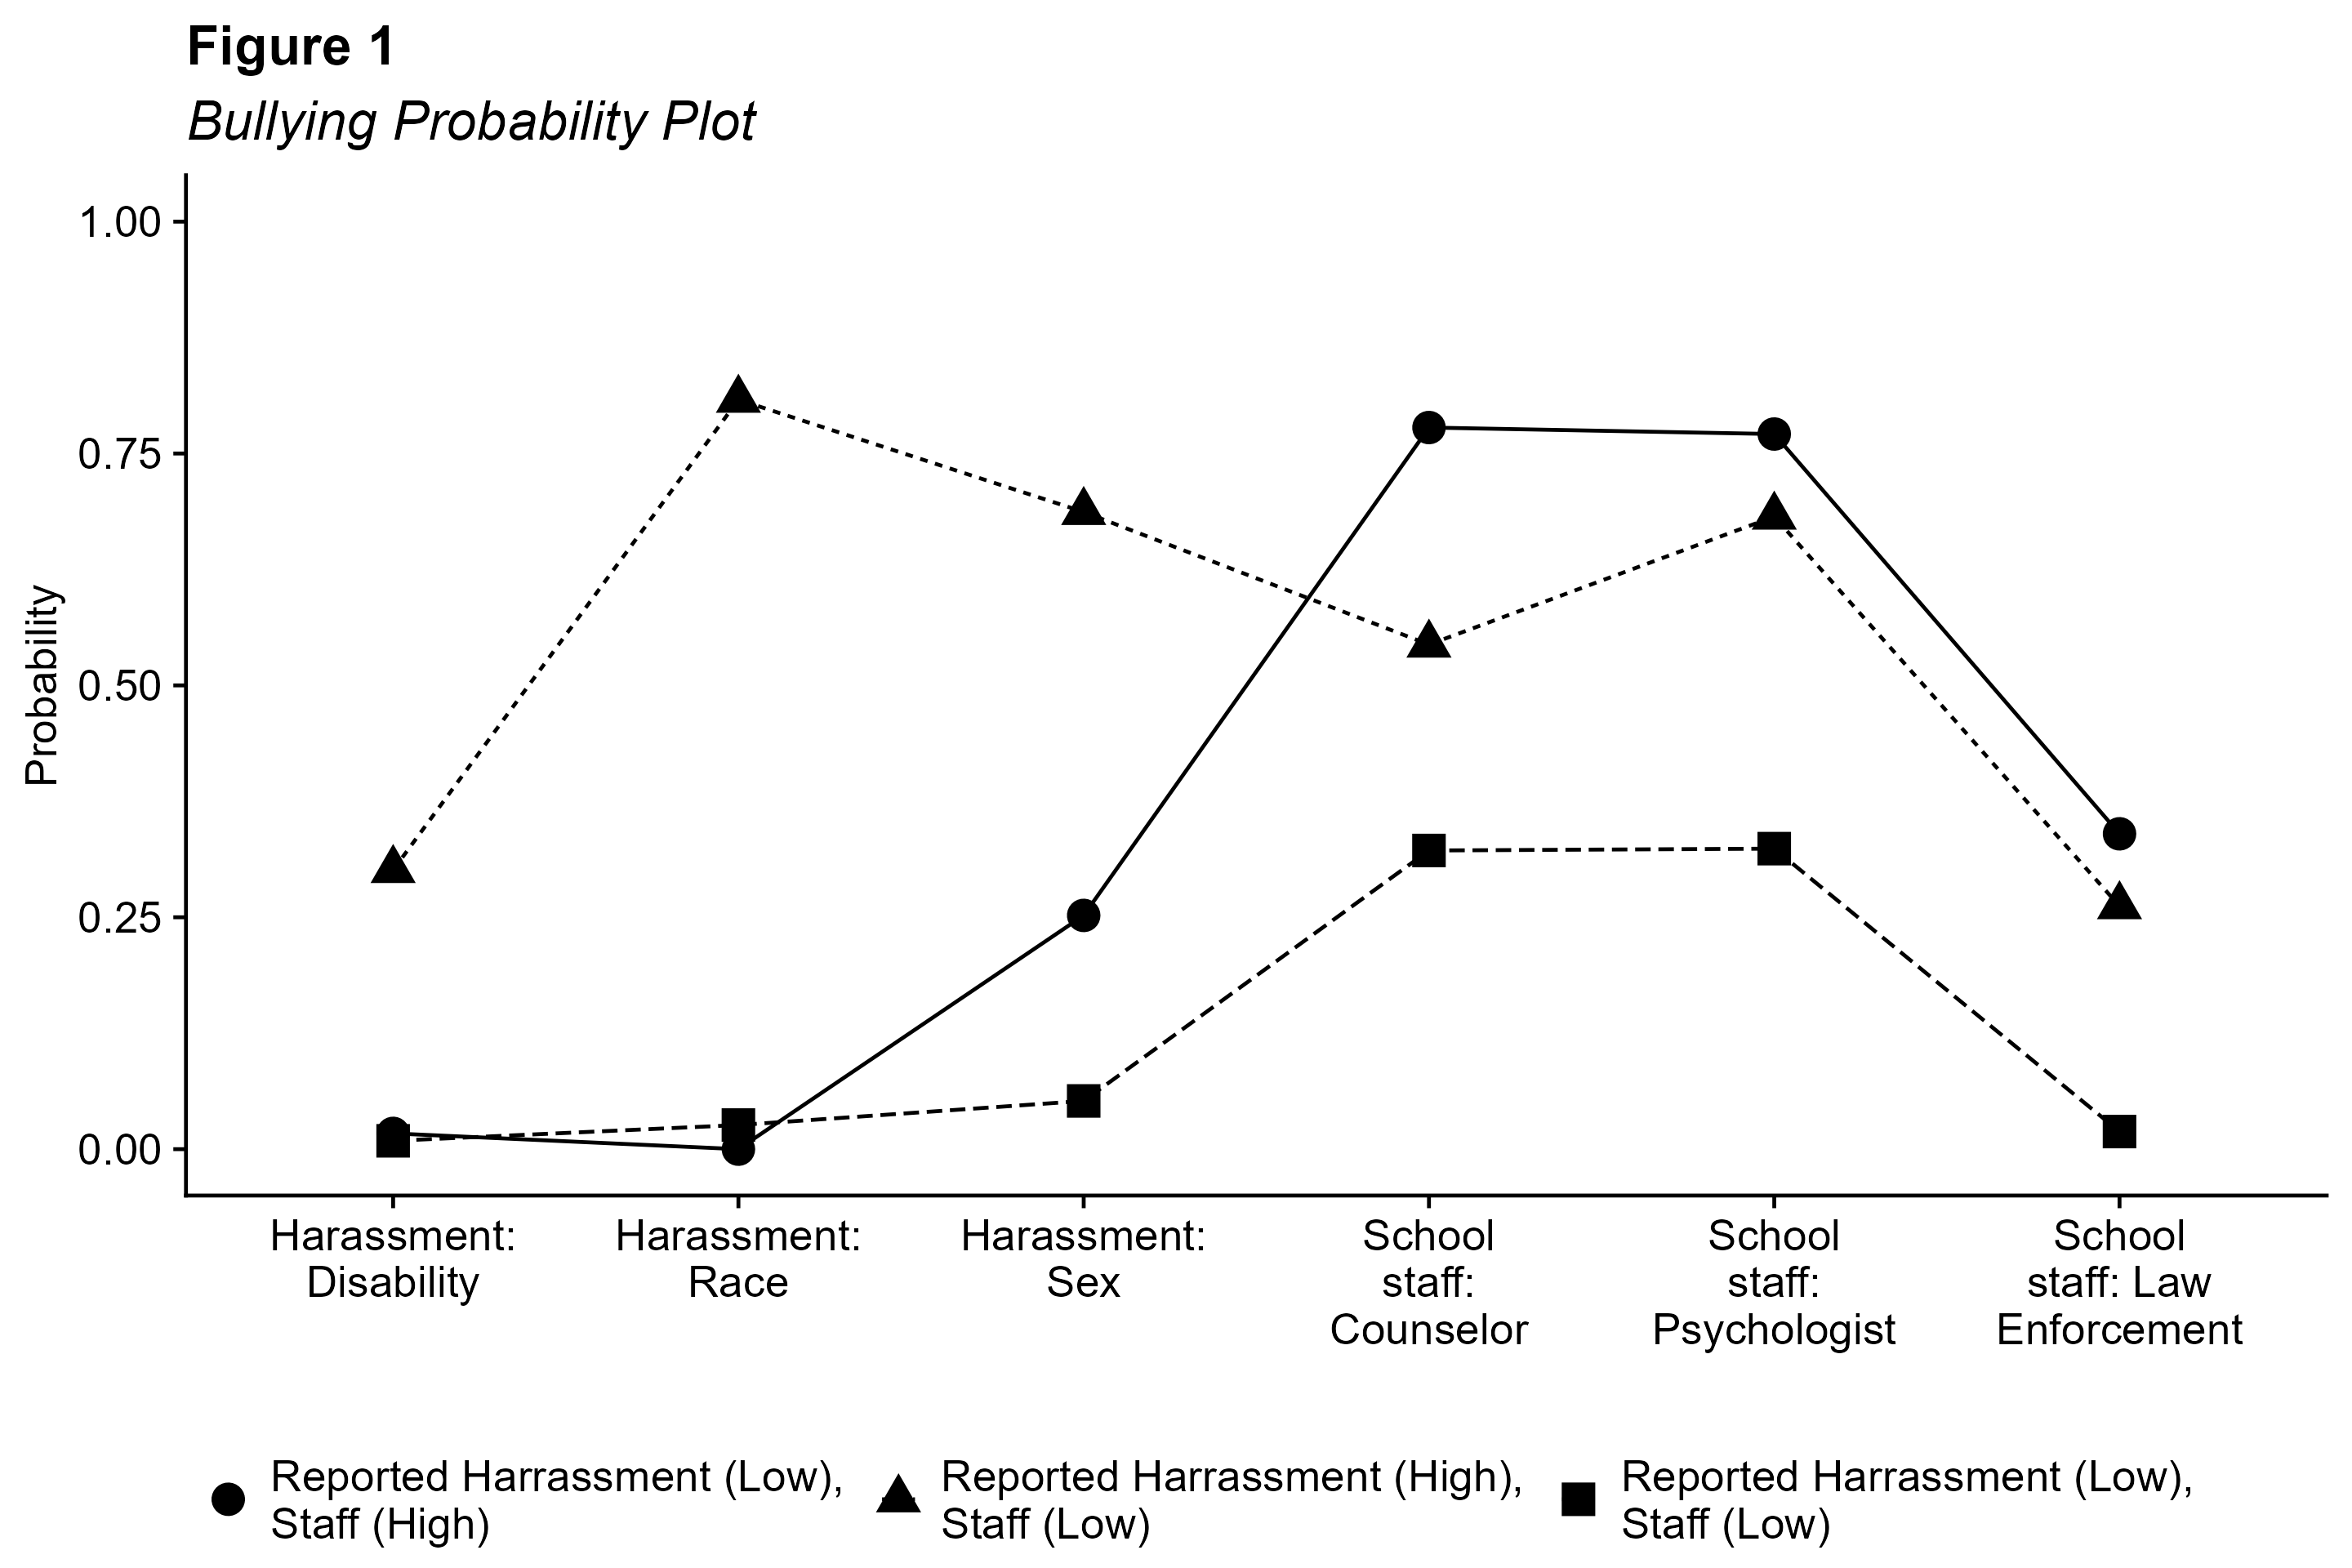 Figure 1
Bullying Probability Plot
1.00
0.75
0.50
0.25
0.00
Probability
Harassment:
Disability
Harassment:
Race
Harassment:
Sex
School
staff:
Counselor
School
staff:
Psychologist
School
staff: Law
Enforcement
Reported Harrassment (Low),
Staff (High)
Reported Harrassment (High),
Staff (Low)
Reported Harrassment (Low),
Staff (Low)